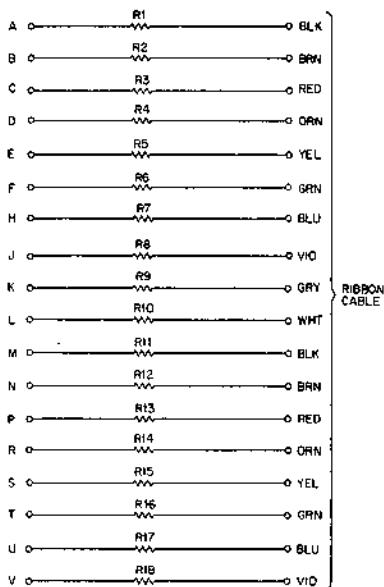 R1
A BLK
R2
B BRN
R3
C RED
R4
D ORN
R5
E YEL
R6
F GRN
R7
H BLU
R8
J VIO
R9
K GRY
RIBBON
CABLE
R10
L WHT
R11
M BLK
R12
N BRN
R13
P RED
R14
R ORN
R15
S YEL
R16
T GRN
R17
U BLU
R18
V VIO